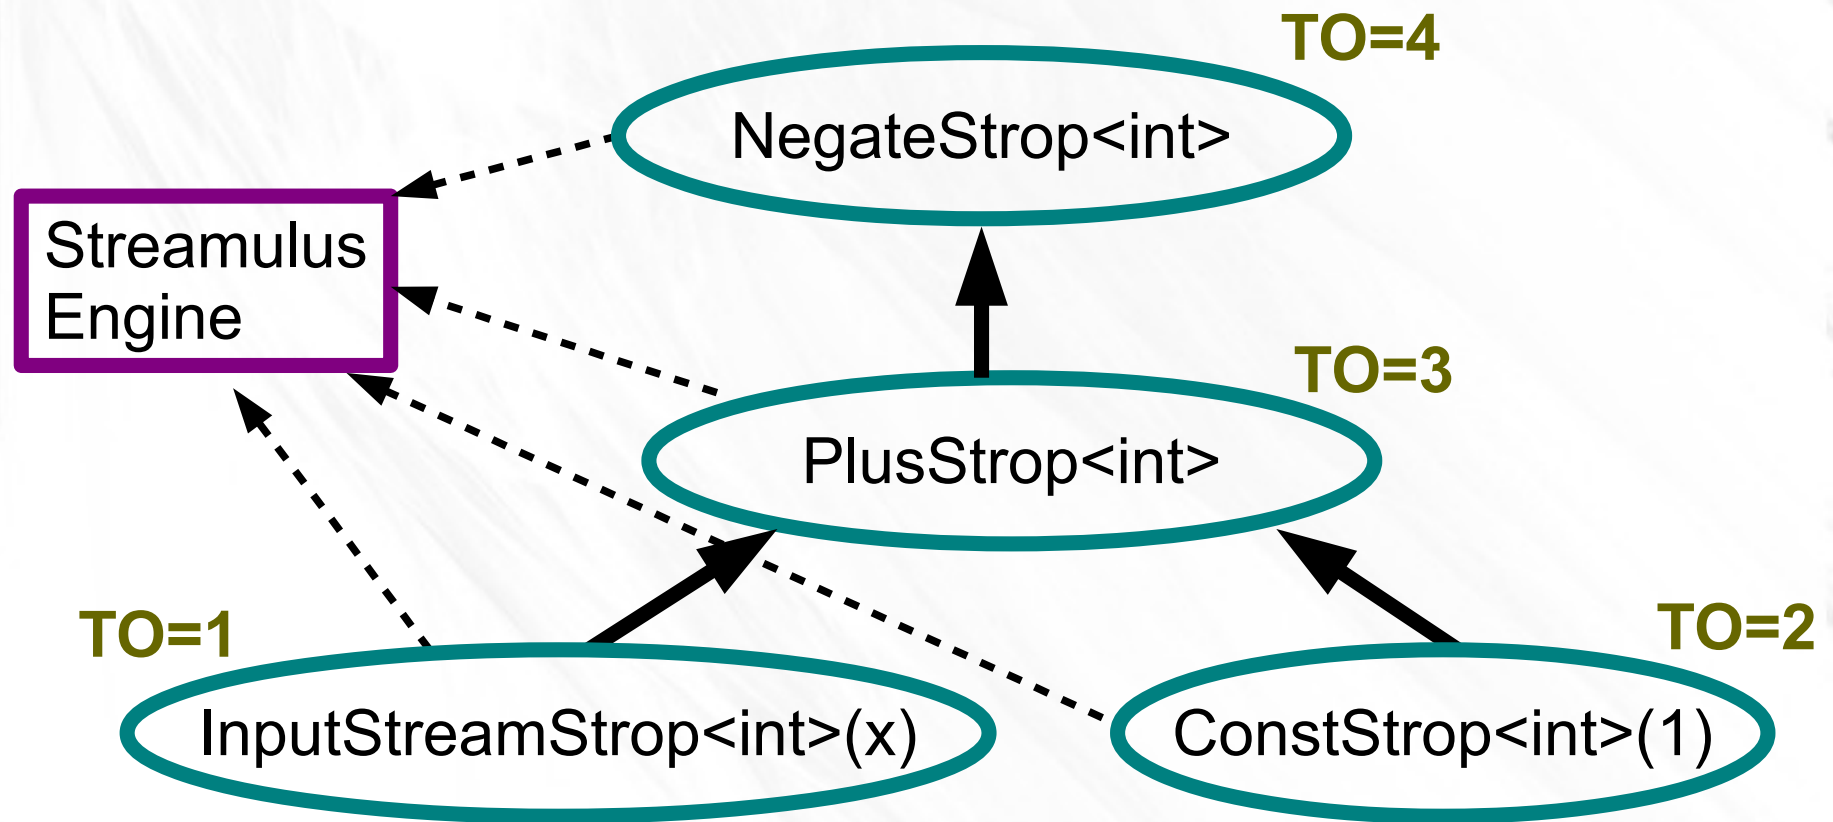 TO=4
NegateStrop<int>
Streamulus
Engine
TO=3
PlusStrop<int>
TO=1
TO=2
InputStreamStrop<int>(x)
ConstStrop<int>(1)